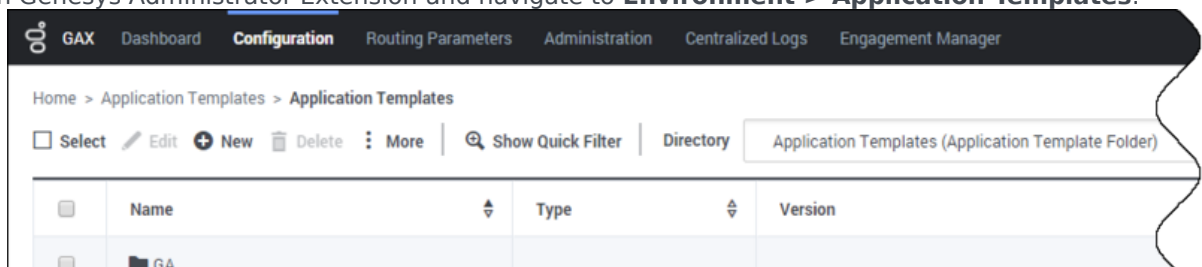 Genesys Administrator Extension and navigate to Environment > Application Templates.
GAX Dashboard Configuration Routing Parameters Administration Centralized Logs Engagement Manager
Home > Application Templates > Application Templates
Select Edit New Delete More Show Quick Filter Directory Application Templates (Application Template Folder)
Name Type Version
GA